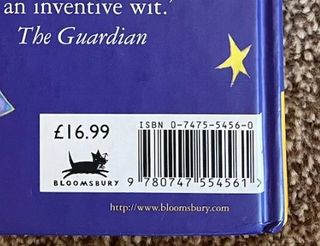 an inventive wit.'
The Guardian
£16.99
ISBN 0-7475-5456-0
BLOOMSBURY
9 780747 554561 >
http://www.bloomsbury.com